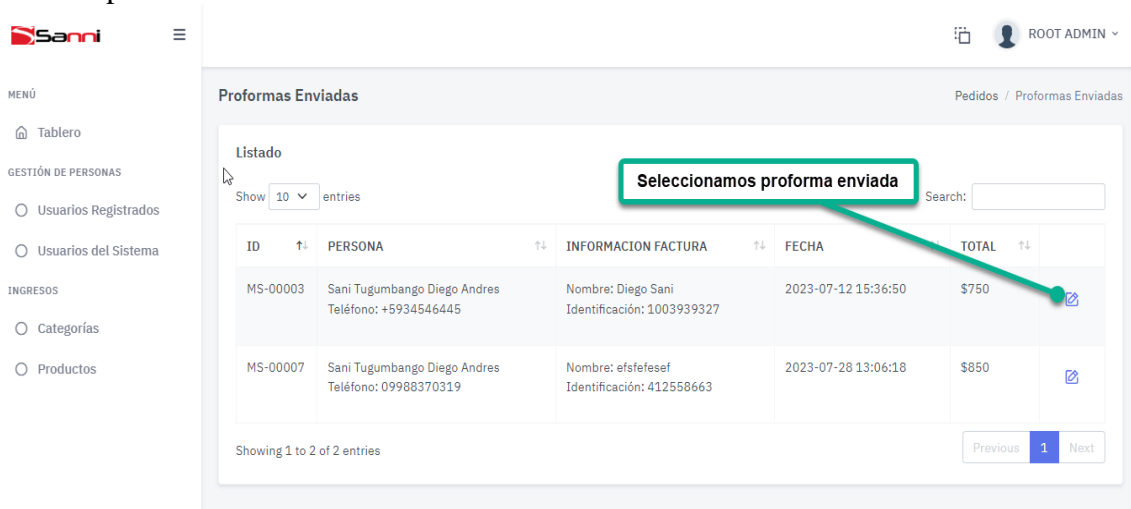 Sanni
ROOT ADMIN
MENÚ
Tablero
GESTIÓN DE PERSONAS
Usuarios Registrados
Usuarios del Sistema
INGRESOS
Categorías
Productos
Proformas Enviadas
Pedidos / Proformas Enviadas
Listado
Seleccionamos proforma enviada
Show 10 entries
Search:
ID PERSONA INFORMACION FACTURA FECHA TOTAL
MS-00003 Sani Tugumbango Diego Andres Nombre: Diego Sani 2023-07-12 15:36:50 $750
Teléfono: +5934546445 Identificación: 1003939327
MS-00007 Sani Tugumbango Diego Andres Nombre: efsfefesef 2023-07-28 13:06:18 $850
Teléfono: 09988370319 Identificación: 412558663
Showing 1 to 2 of 2 entries
Previous 1 Next